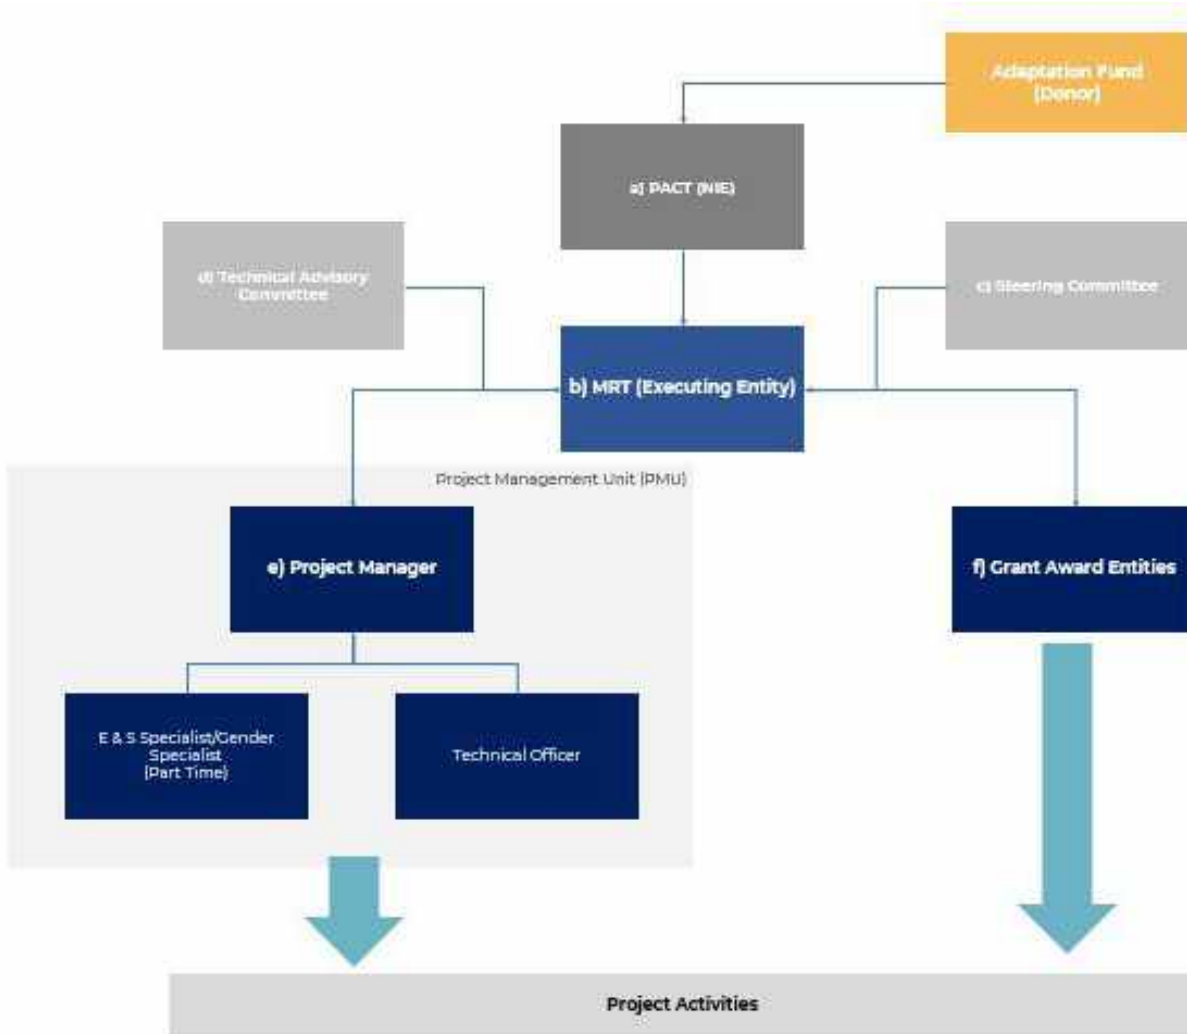 Adaptation Fund
(Donor)
a) PACT (NIE)
d) Technical Advisory
Committee
c) Steering Committee
b) MRT (Executing Entity)
Project Management Unit (PMU)
e) Project Manager
f) Grant Award Entities
E & S Specialist/Gender
Specialist
(Part Time)
Technical Officer
Project Activities